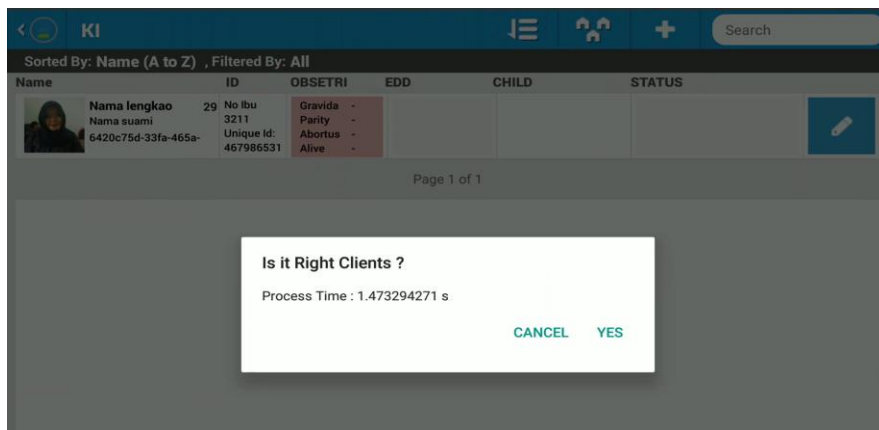 KI
Search
Sorted By: Name (A to Z) , Filtered By: All
Name ID OBSETRI EDD CHILD STATUS
Nama lengkao 29 No Ibu Gravida -
Nama suami 3211 Parity -
6420c75d-33fa-465a- Unique Id: Abortus -
467986531 Alive -
Page 1 of 1
Is it Right Clients ?
Process Time : 1.473294271 s
CANCEL YES